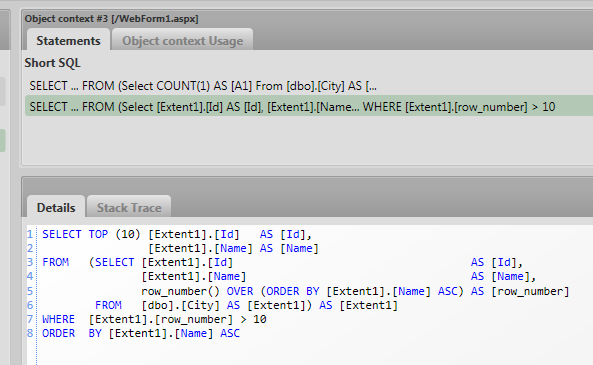 Object context #3 [/WebForm1.aspx]
Statements Object context Usage
Short SQL
SELECT ... FROM (Select COUNT(1) AS [A1] From [dbo].[City] AS [...
SELECT ... FROM (Select [Extent1].[Id] AS [Id], [Extent1].[Name... WHERE [Extent1].[row_number] > 10
Details Stack Trace
1 SELECT TOP (10) [Extent1].[Id] AS [Id],
2 [Extent1].[Name] AS [Name]
3 FROM (SELECT [Extent1].[Id] AS [Id],
4 [Extent1].[Name] AS [Name],
5 row_number() OVER (ORDER BY [Extent1].[Name] ASC) AS [row_number]
6 FROM [dbo].[City] AS [Extent1]) AS [Extent1]
7 WHERE [Extent1].[row_number] > 10
8 ORDER BY [Extent1].[Name] ASC